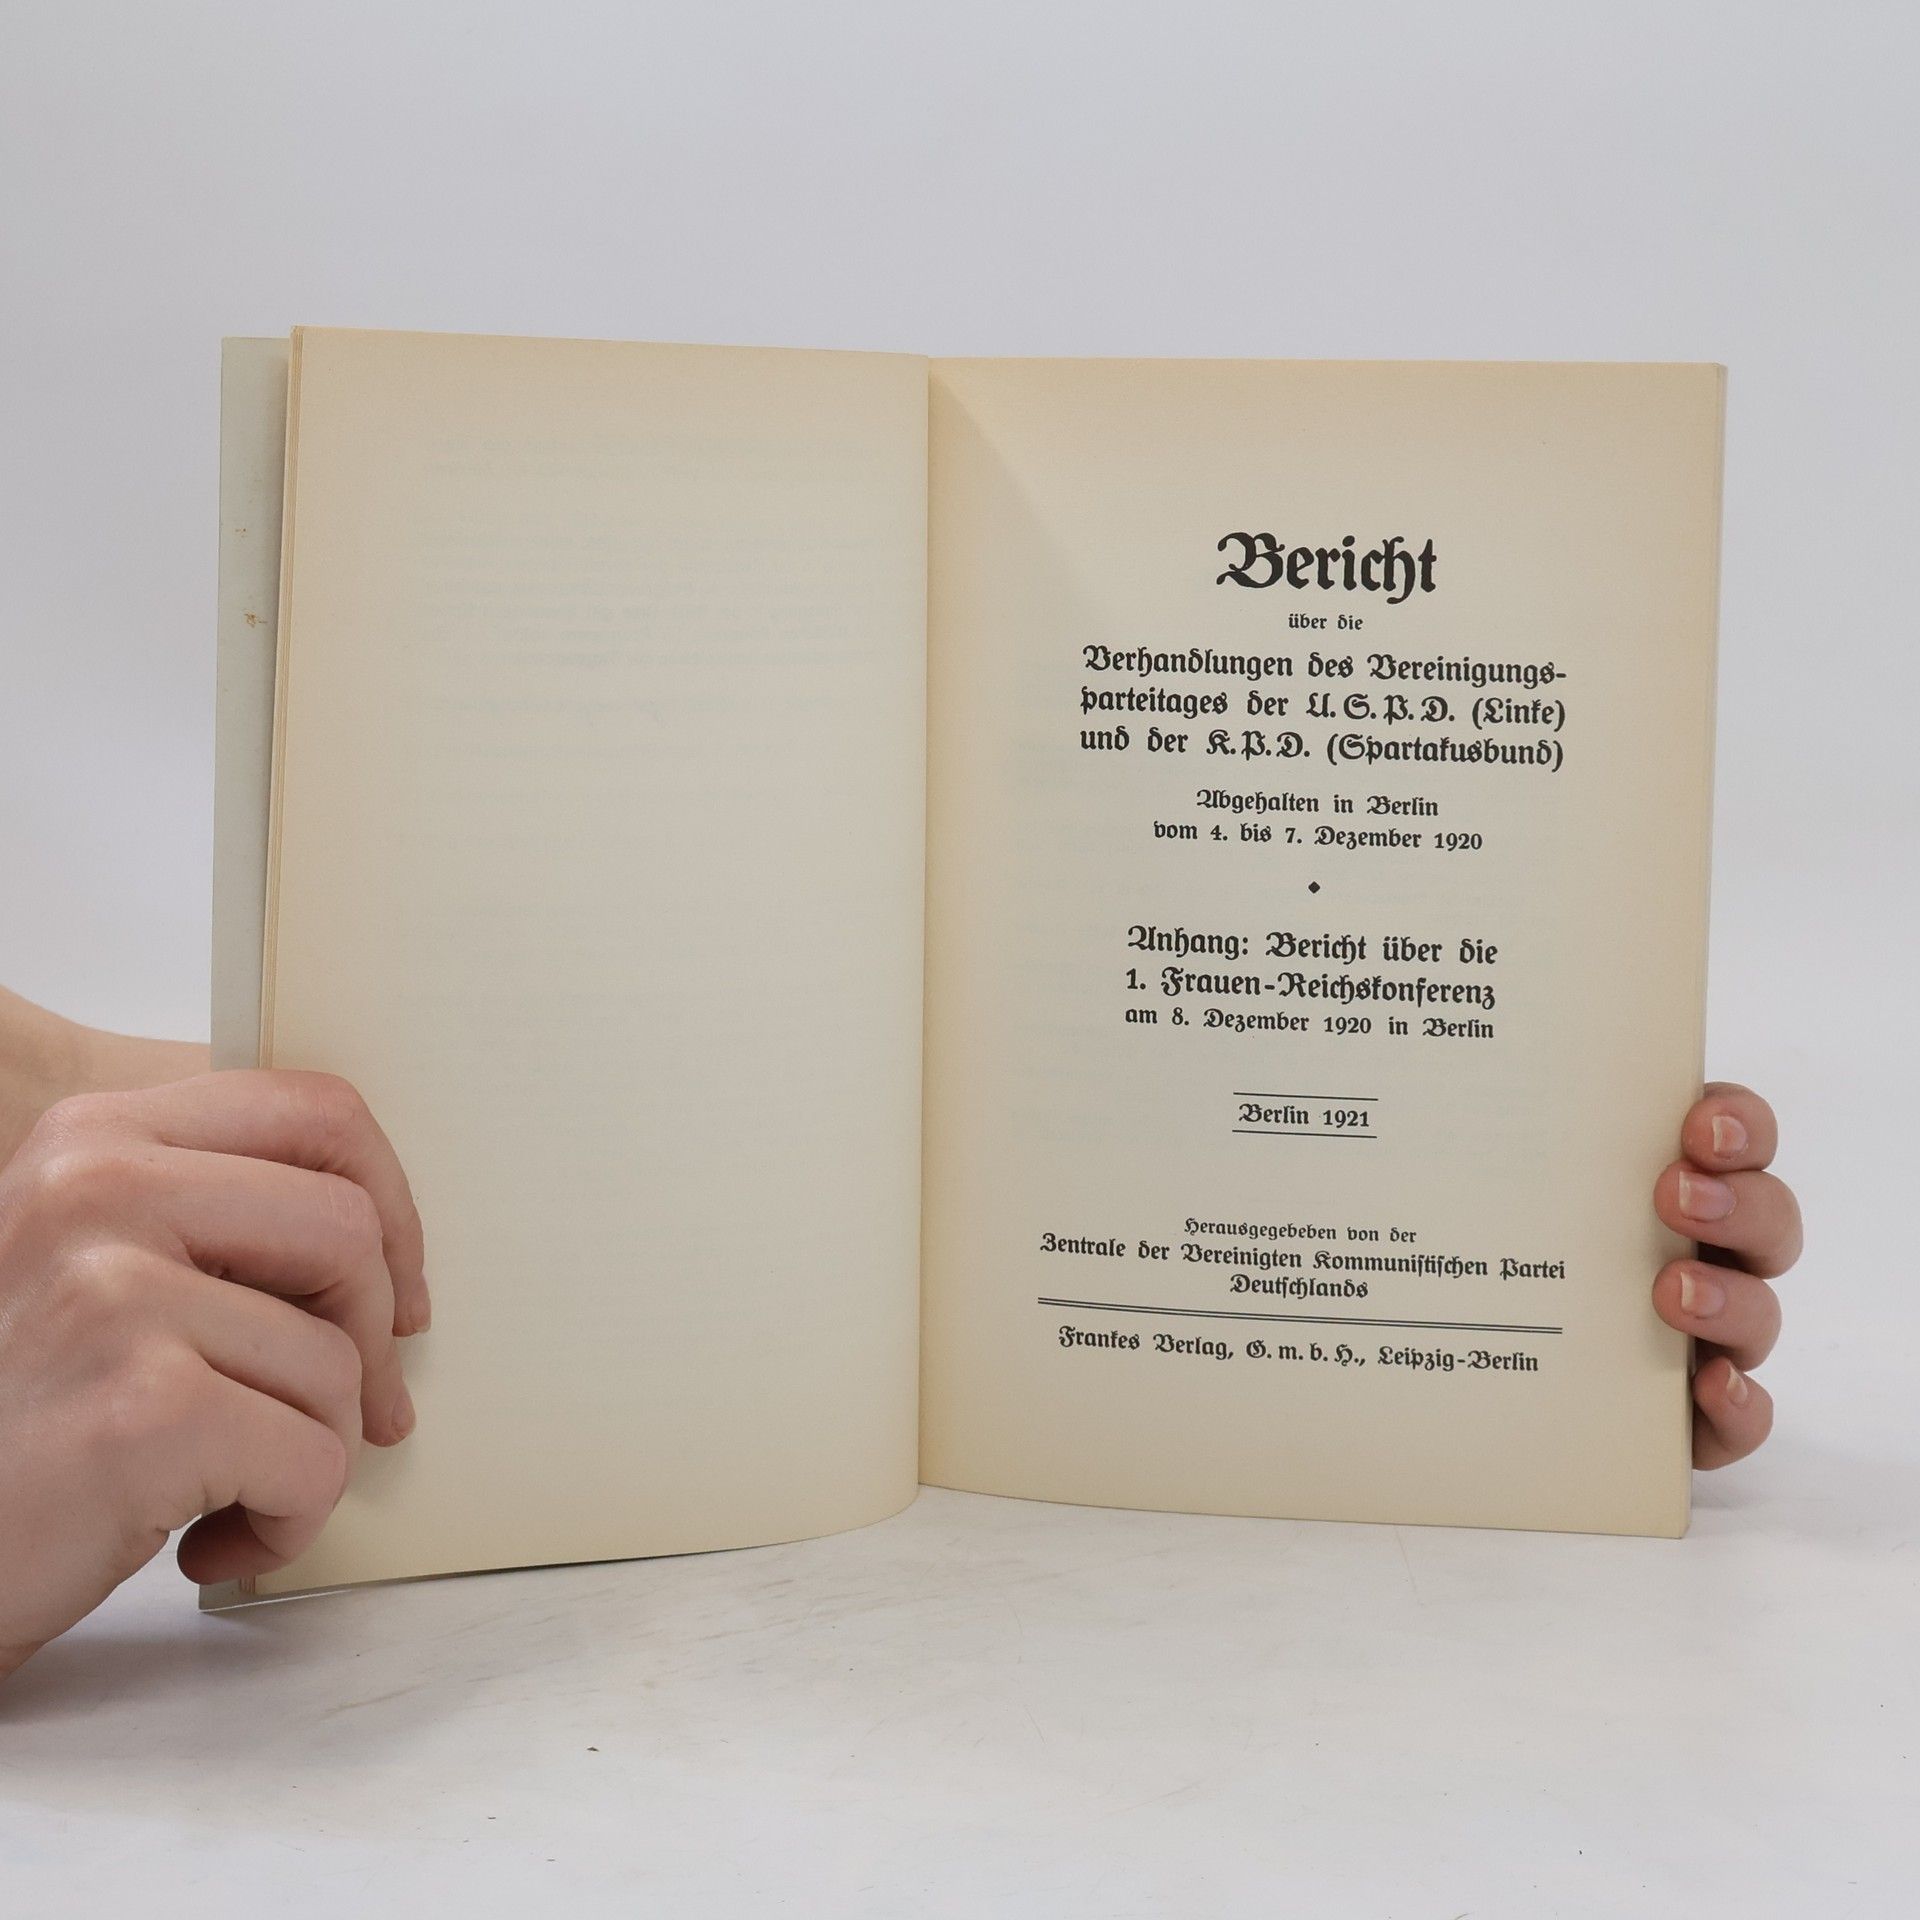 Bericht
über die
Verhandlungen des Vereinigungs-
parteitages der U. S. P. D. (Linke)
und der K. P. D. (Spartakusbund)
Abgehalten in Berlin
vom 4. bis 7. Dezember 1920
Anhang: Bericht über die
1. Frauen-Reichskonferenz
am 8. Dezember 1920 in Berlin
Berlin 1921
Herausgegebeben von der
Zentrale der Vereinigten Kommunistischen Partei
Deutschlands
Frankes Verlag, G. m. b. H., Leipzig-Berlin